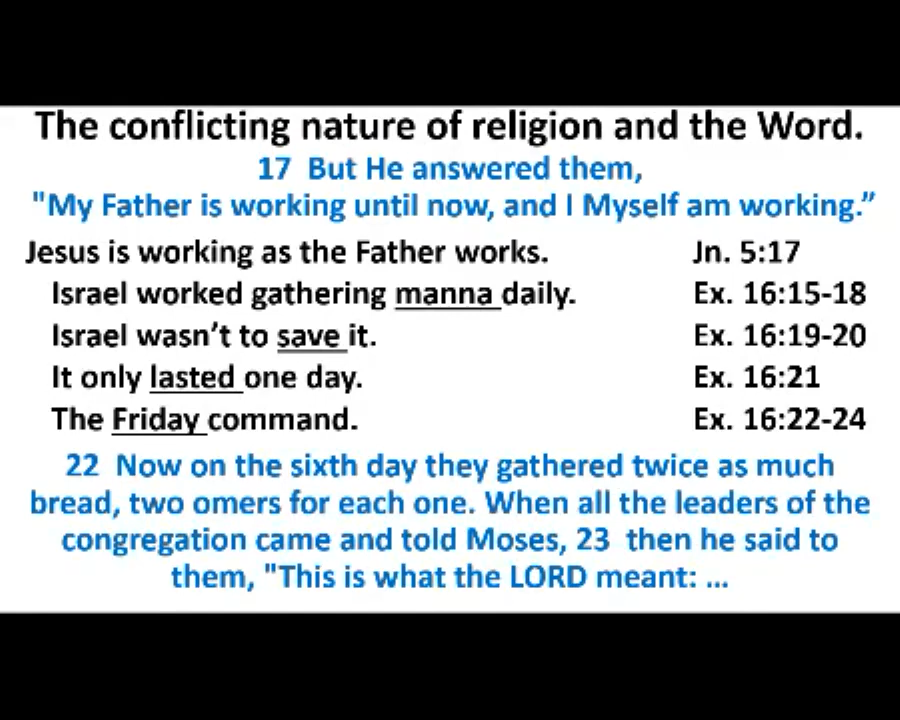 The conflicting nature of religion and the Word.
17  But He answered them,
"My Father is working until now, and I Myself am working.”
Jesus is working as the Father works. Jn. 5:17
Israel worked gathering manna daily. Ex. 16:15-18
Israel wasn’t to save it. Ex. 16:19-20
It only lasted one day. Ex. 16:21
The Friday command. Ex. 16:22-24
22  Now on the sixth day they gathered twice as much
bread, two omers for each one. When all the leaders of the
congregation came and told Moses, 23  then he said to
them, "This is what the LORD meant: ...